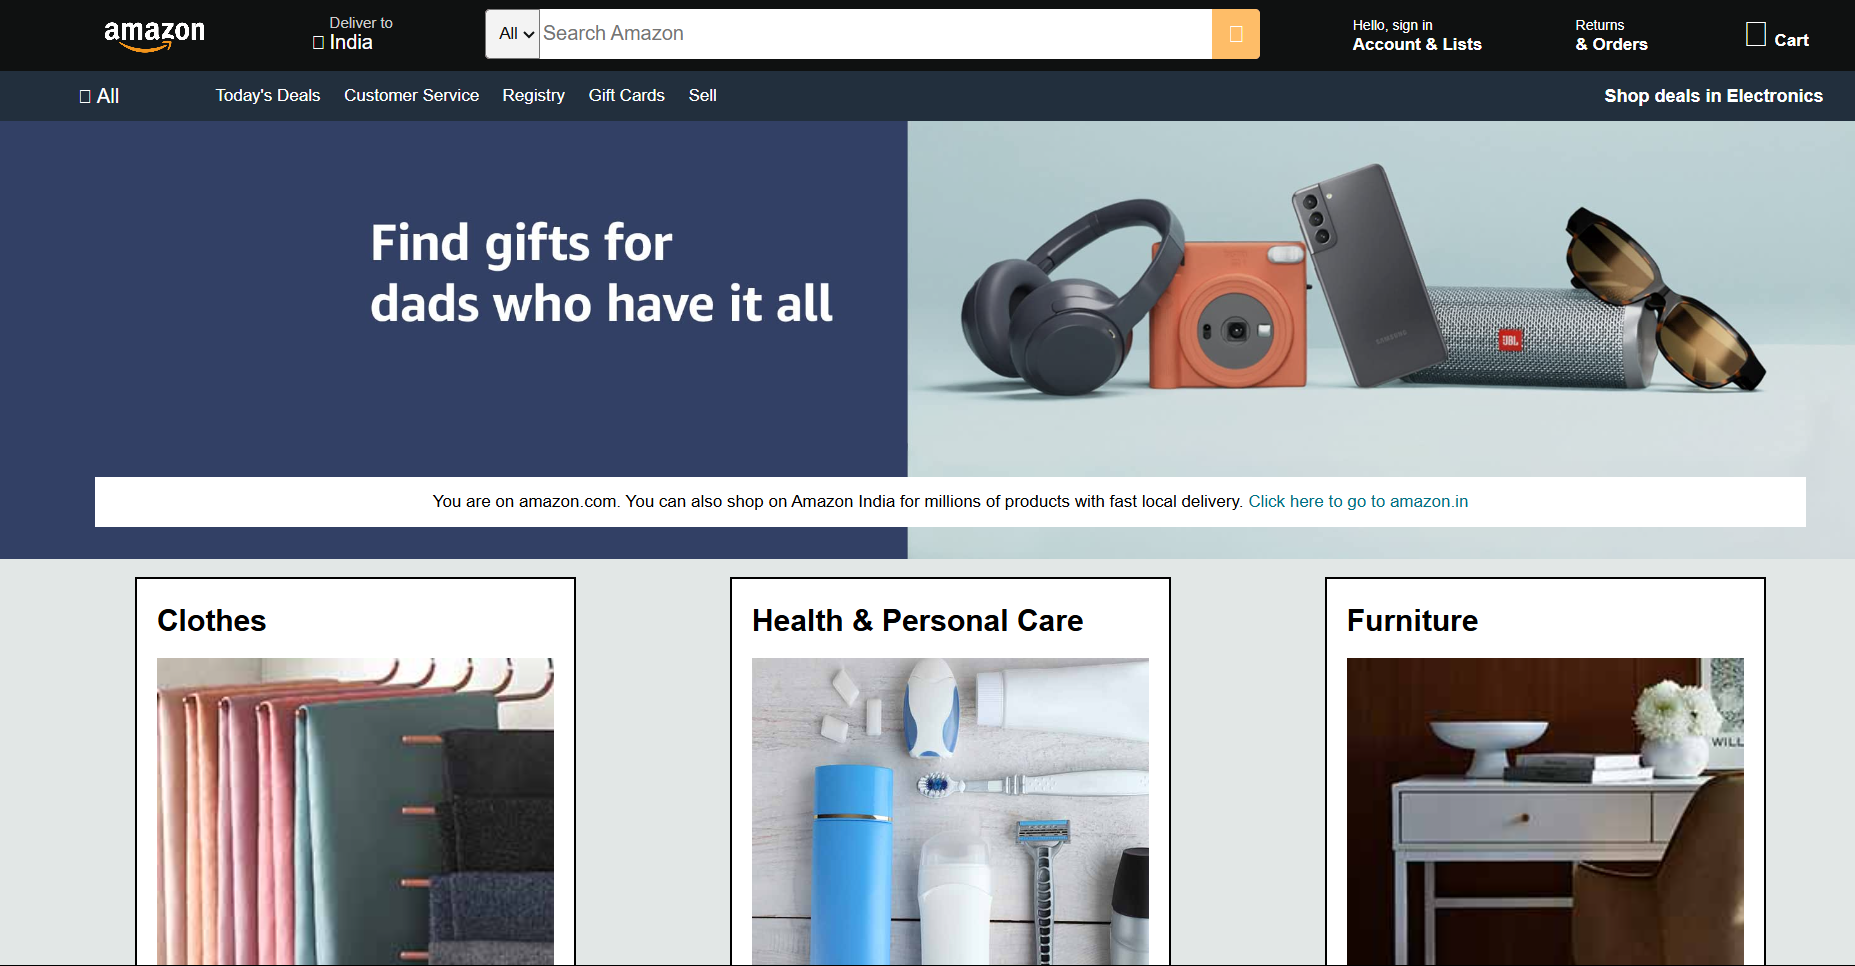 amazon
Deliver to
India
All
Search Amazon
Hello, sign in
Account & Lists
Returns
& Orders
Cart
All
Today's Deals
Customer Service
Registry
Gift Cards
Sell
Shop deals in Electronics
Find gifts for
dads who have it all
SAMSUNG
JBL
You are on amazon.com. You can also shop on Amazon India for millions of products with fast local delivery. Click here to go to amazon.in
Clothes
Health & Personal Care
Furniture
WILL